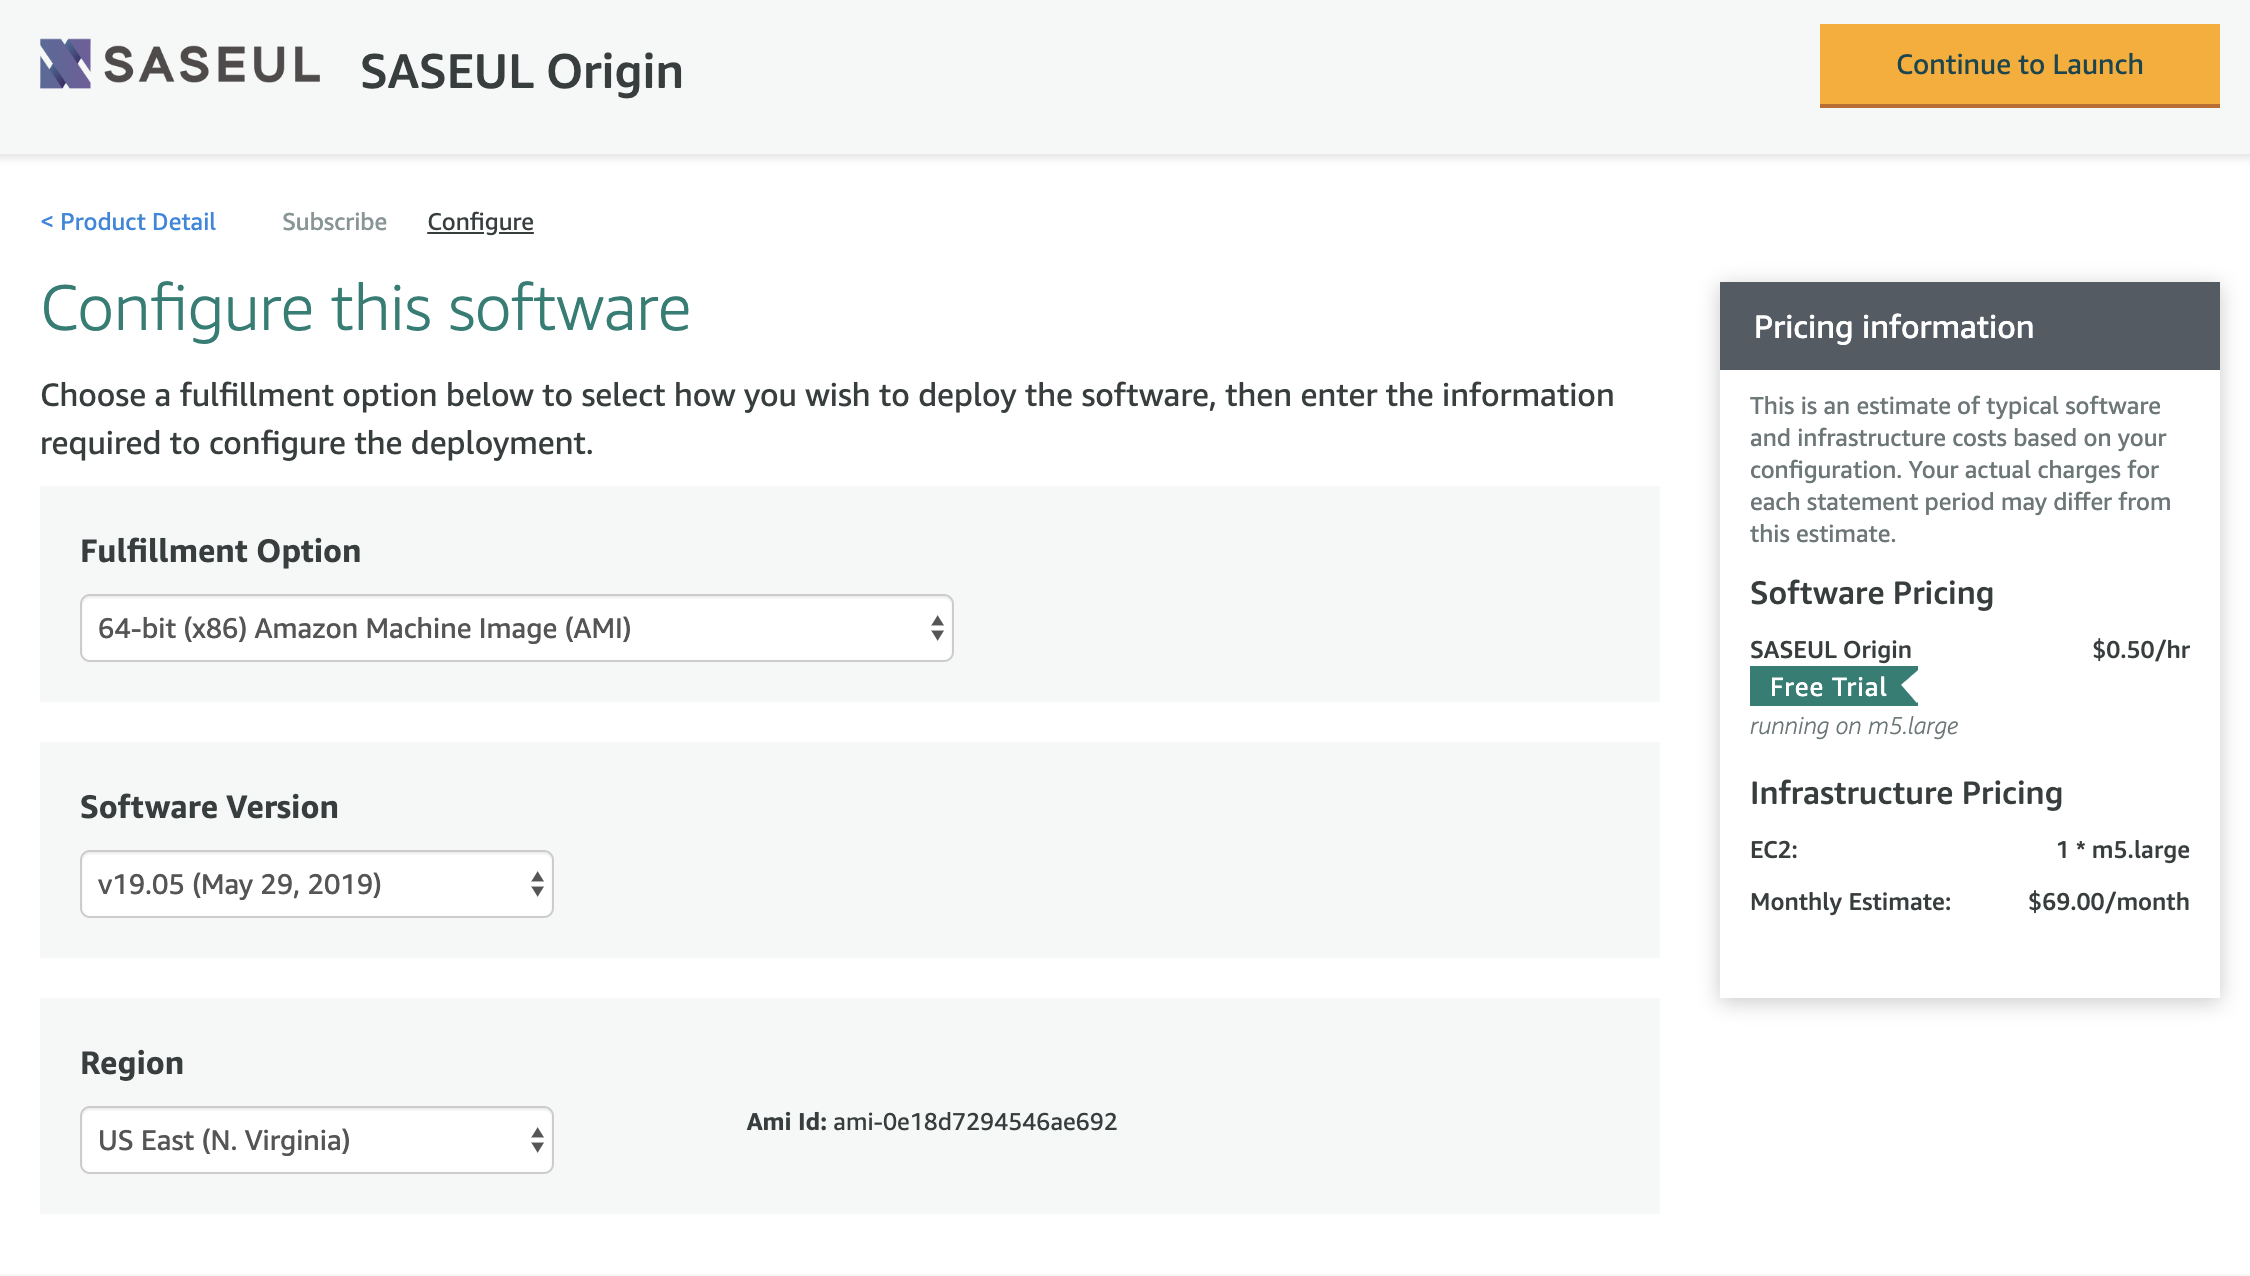 SASEUL
SASEUL Origin
Continue to Launch
< Product Detail
Subscribe
Configure
Configure this software
Choose a fulfillment option below to select how you wish to deploy the software, then enter the information
required to configure the deployment.
Fulfillment Option
64-bit (x86) Amazon Machine Image (AMI)
Software Version
v19.05 (May 29, 2019)
Region
US East (N. Virginia)
Ami Id: ami-0e18d7294546ae692
Pricing information
This is an estimate of typical software
and infrastructure costs based on your
configuration. Your actual charges for
each statement period may differ from
this estimate.
Software Pricing
SASEUL Origin $0.50/hr
Free Trial
running on m5.large
Infrastructure Pricing
EC2: 1 * m5.large
Monthly Estimate: $69.00/month